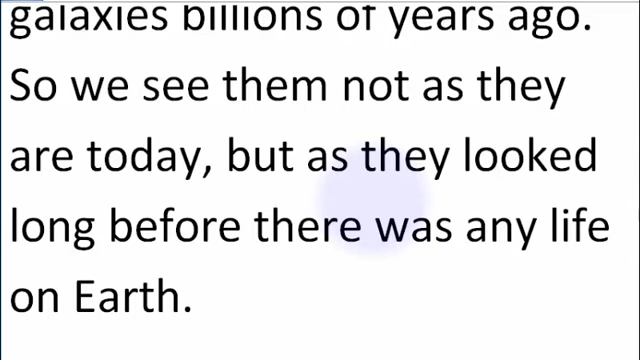 galaxies billions of years ago.
So we see them not as they
are today, but as they looked
long before there was any life
on Earth.